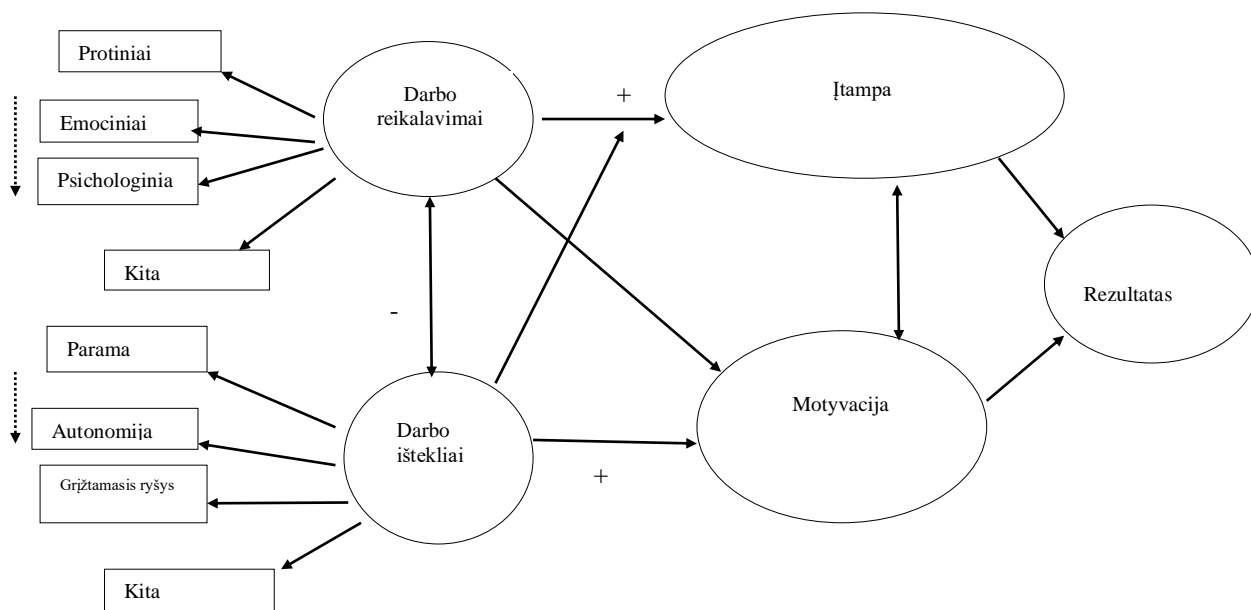 Protiniai
Emociniai
Psichologinia
Kita
Darbo
reikalavimai
+
Įtampa
-
Parama
Autonomija
Grįžtamasis ryšys
Kita
Darbo
ištekliai
+
Motyvacija
Rezultatas